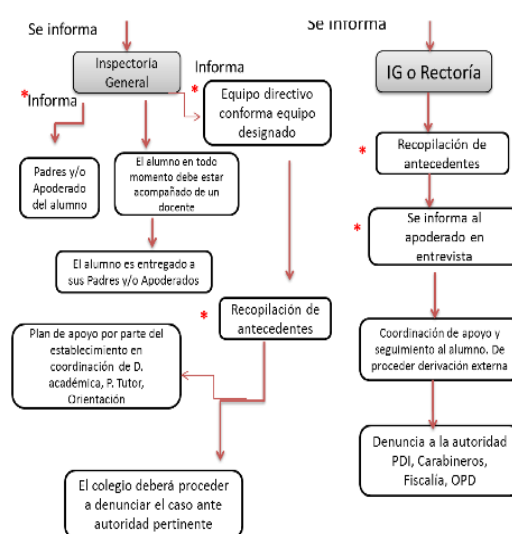 Se informa
Inspectoría
General
*
Informa
Informa
*
Equipo directivo
conforma equipo
designado
Padres y/o
Apoderado
del alumno
El alumno en todo
momento debe estar
acompañado de un
docente
El alumno es entregado a
sus Padres y/o Apoderados
*
Recopilación de
antecedentes
Plan de apoyo por parte del
establecimiento en
coordinación de D.
académica, P. Tutor,
Orientación
El colegio deberá proceder
a denunciar el caso ante
autoridad pertinente
Se informa
IG o Rectoría
*
Recopilación de
antecedentes
*
Se informa al
apoderado en
entrevista
Coordinación de apoyo y
seguimiento al alumno. De
proceder derivación externa
Denuncia a la autoridad
PDI, Carabineros,
Fiscalía, OPD